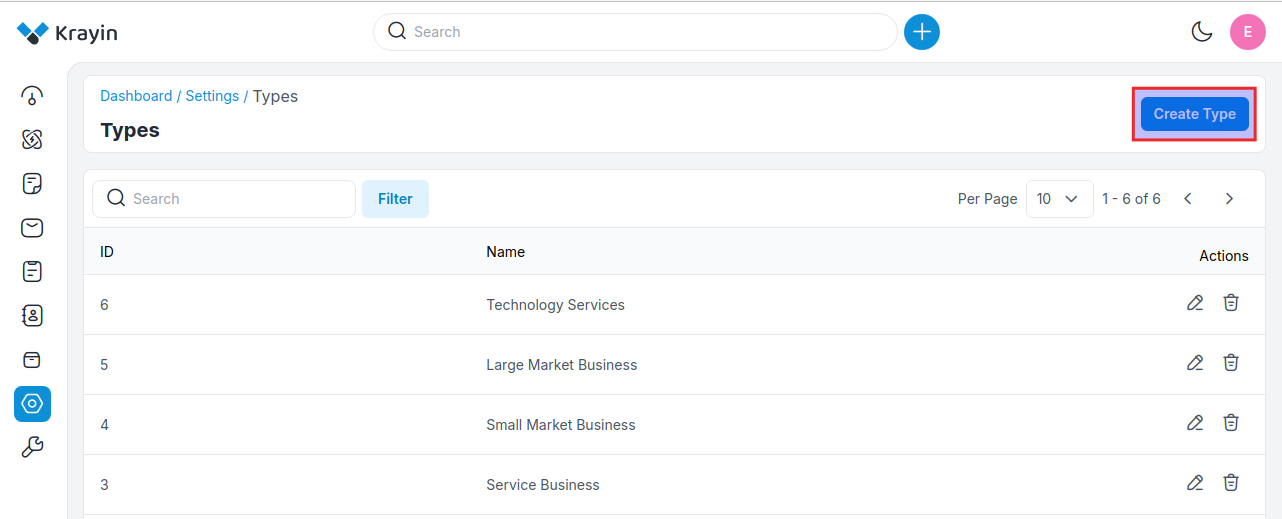 Krayin
Search
E
Dashboard / Settings / Types
Types
Create Type
Search
Filter
Per Page 10 1 - 6 of 6
ID Name Actions
6 Technology Services
5 Large Market Business
4 Small Market Business
3 Service Business